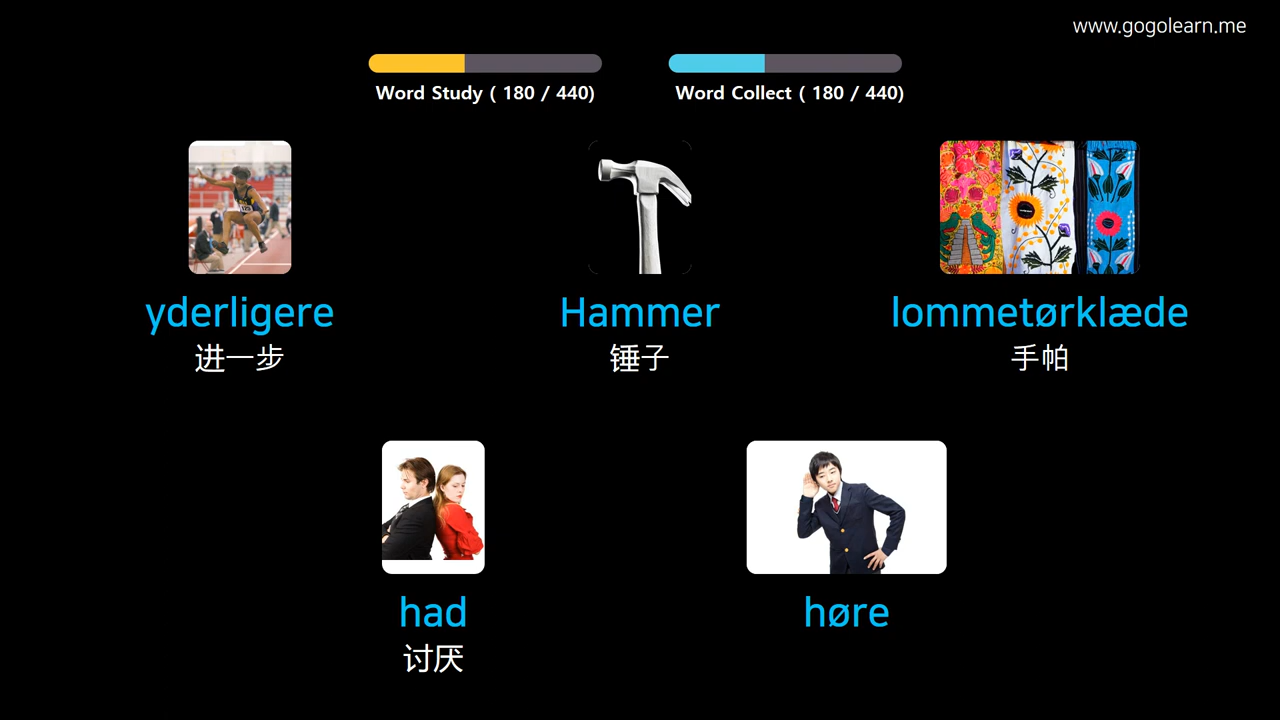 www.gogolearn.me
Word Study ( 180 / 440)
Word Collect ( 180 / 440)
yderligere
进一步
Hammer
锤子
lommetørklæde
手帕
had
讨厌
høre